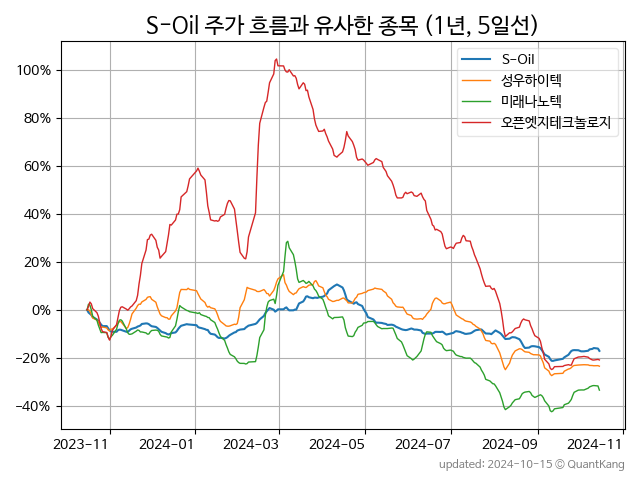 S-Oil 주가 흐름과 유사한 종목 (1년, 5일선)
S-Oil
성우하이텍
미래나노텍
오픈엣지테크놀로지
100%
80%
60%
40%
20%
0%
−20%
−40%
2023-11 2024-01 2024-03 2024-05 2024-07 2024-09 2024-11
updated: 2024-10-15 © QuantKang